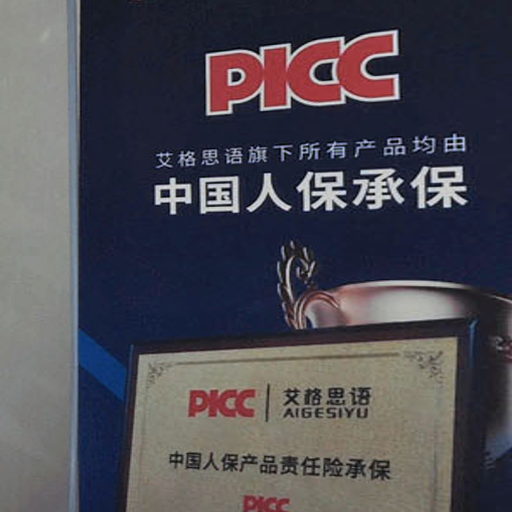 PICC
艾格思语旗下所有产品均由
中国人保承保
PICC | 艾格思语
AIGESIYU
中国人保产品责任险承保
PICC